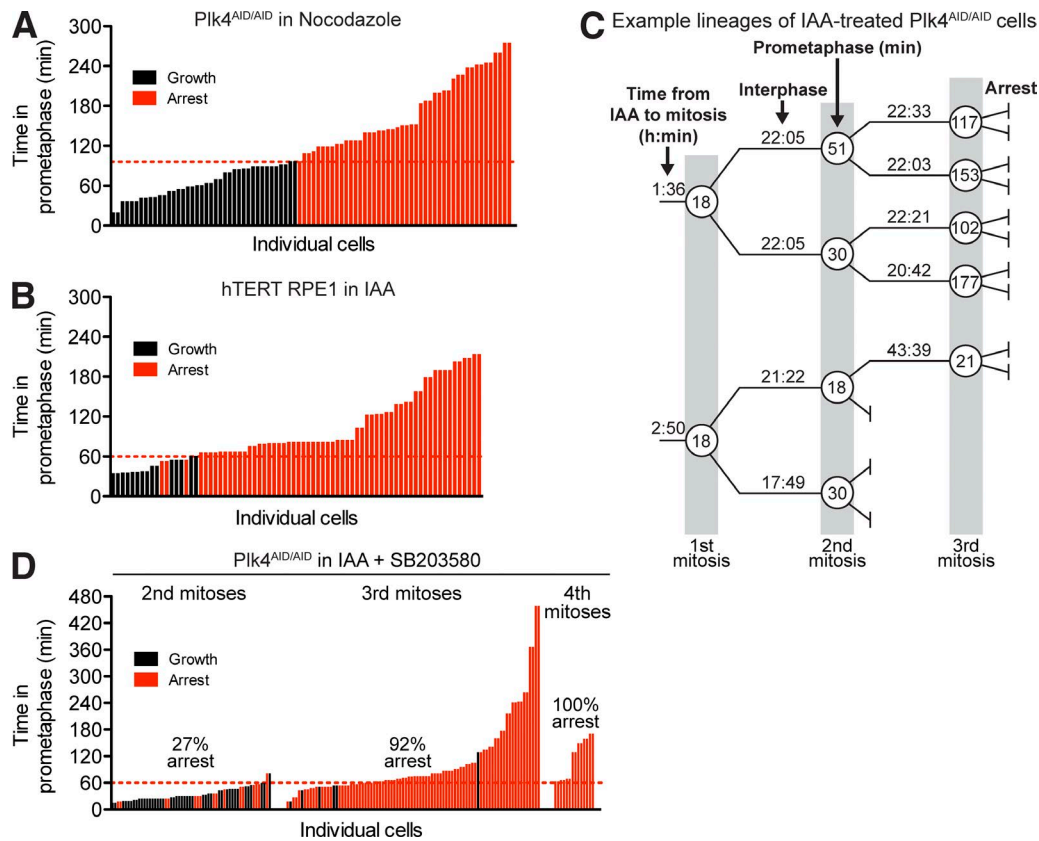 A
Plk4AID/AID in Nocodazole
Time in
prometaphase (min)
300
240
180
120
60
0
Growth
Arrest
Individual cells
B
hTERT RPE1 in IAA
Time in
prometaphase (min)
300
240
180
120
60
0
Growth
Arrest
Individual cells
C
Example lineages of IAA-treated Plk4AID/AID cells
Prometaphase (min)
Time from
IAA to mitosis
(h:min)
Interphase
Arrest
1:36
18
22:05
51
22:33
117
22:03
153
22:05
30
22:21
102
20:42
177
2:50
18
21:22
18
43:39
21
17:49
30
1st
mitosis
2nd
mitosis
3rd
mitosis
D
Plk4AID/AID in IAA + SB203580
2nd mitoses
3rd mitoses
4th
mitoses
Time in
prometaphase (min)
480
420
360
300
240
180
120
60
0
Growth
Arrest
27%
arrest
92%
arrest
100%
arrest
Individual cells